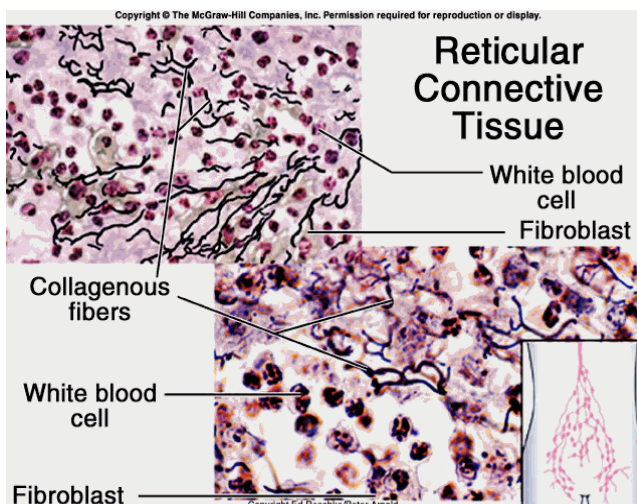 Copyright © The McGraw-Hill Companies, Inc. Permission required for reproduction or display.
Reticular
Connective
Tissue
White blood
cell
Fibroblast
Collagenous
fibers
White blood
cell
Fibroblast